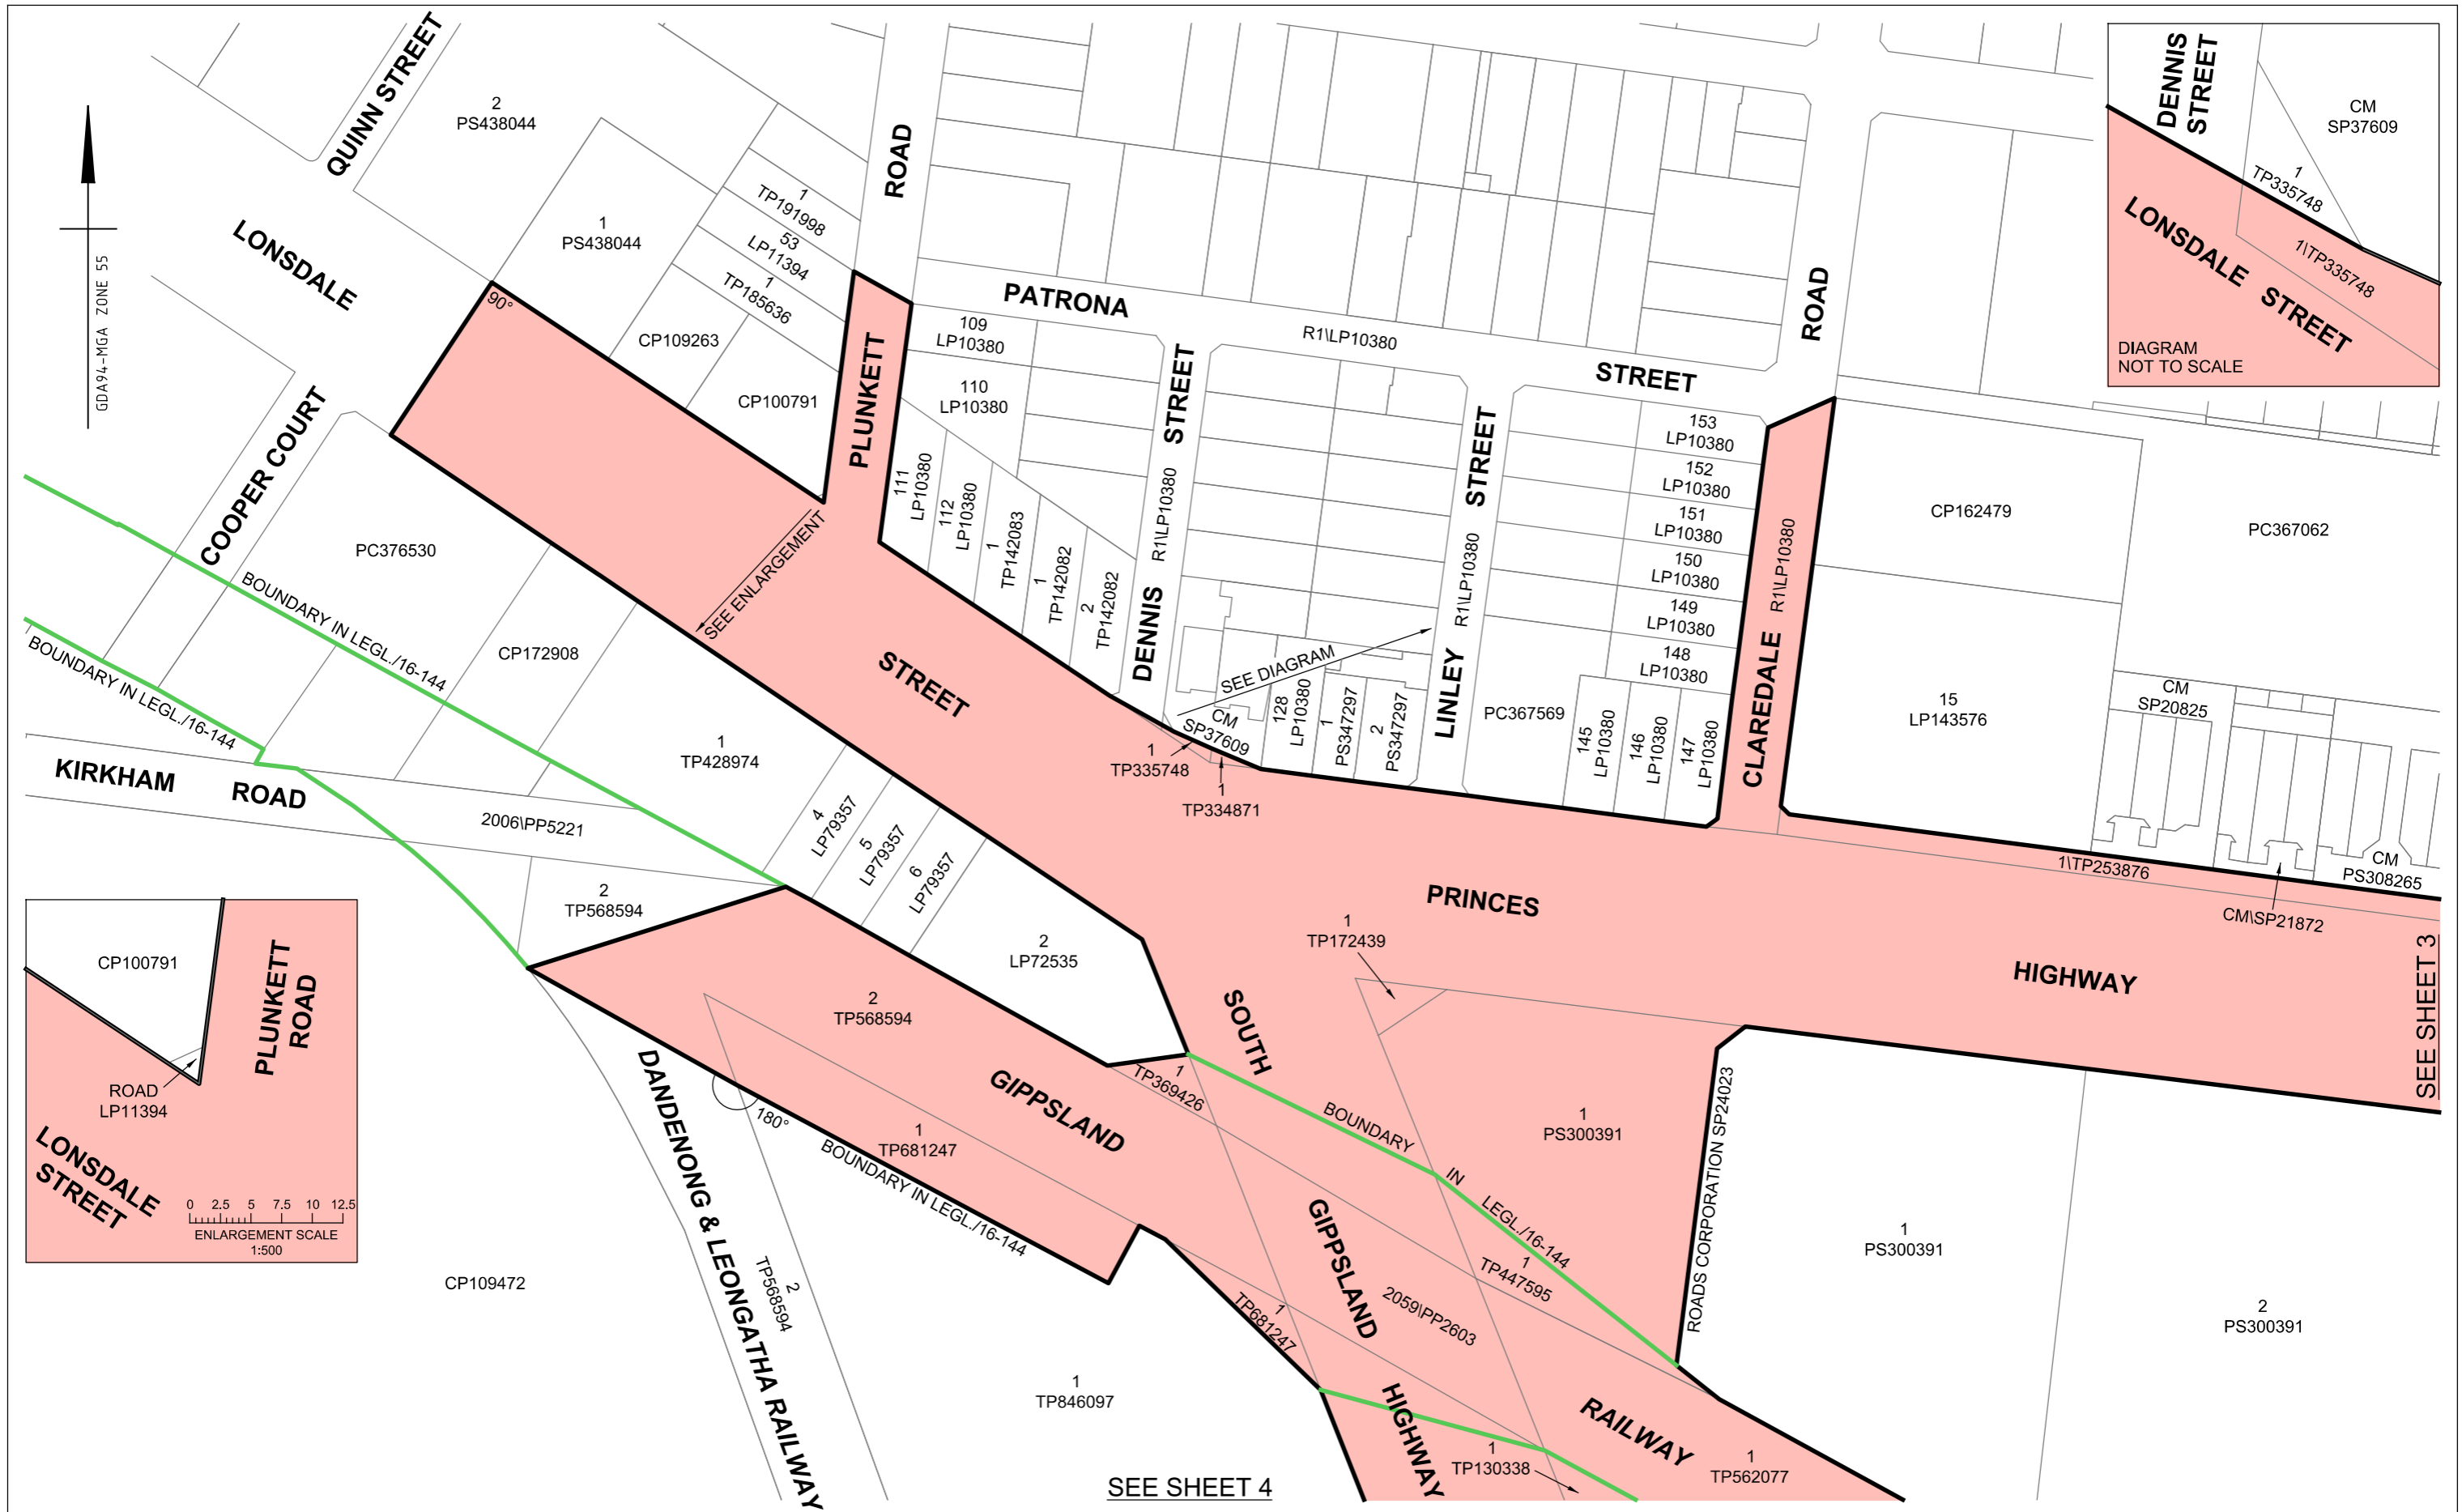 QUINN STREET
2
PS438044
1
PS438044
LONSDALE
90°
GDA94-MGA ZONE 55
1
TP191998
53
LP11394
1
TP185636
CP109263
CP100791
ROAD
PLUNKETT
PATRONA
R1\LP10380
STREET
ROAD
109
LP10380
110
LP10380
111
LP10380
112
LP10380
1
TP142083
1
TP142082
2
TP142082
DENNIS
R1\LP10380
STREET
LINLEY
R1\LP10380
STREET
153
LP10380
152
LP10380
151
LP10380
150
LP10380
149
LP10380
148
LP10380
PC367569
145
LP10380
146
LP10380
147
LP10380
CLAREDALE
R1\LP10380
CP162479
PC367062
15
LP143576
CM
SP20825
CM
PS308265
CM\SP21872
1\TP253876
DENNIS
STREET
CM
SP37609
1
TP335748
1\TP335748
LONSDALE STREET
DIAGRAM
NOT TO SCALE
COOPER COURT
PC376530
BOUNDARY IN LEGL./16-144
BOUNDARY IN LEGL./16-144
CP172908
SEE ENLARGEMENT
STREET
SEE DIAGRAM
CM
SP37609
128
LP10380
1
PS347297
2
PS347297
1
TP335748
1
TP334871
1
TP428974
KIRKHAM ROAD
2006\PP5221
4
LP79357
5
LP79357
6
LP79357
2
LP72535
2
TP568594
PRINCES
HIGHWAY
SEE SHEET 3
1
TP172439
CP100791
PLUNKETT
ROAD
ROAD
LP11394
LONSDALE
STREET
0 2.5 5 7.5 10 12.5
ENLARGEMENT SCALE
1:500
2
TP568594
GIPPSLAND
1
TP681247
180°
BOUNDARY IN LEGL./16-144
DANDENONG & LEONGATHA RAILWAY
2
TP568594
CP109472
SOUTH
GIPPSLAND
HIGHWAY
1
TP369426
BOUNDARY IN LEGL./16-144
1
PS300391
ROADS CORPORATION SP24023
1
PS300391
2
PS300391
1
TP447595
2059\PP2603
1
TP681247
1
TP846097
RAILWAY
1
TP130338
1
TP562077
SEE SHEET 4